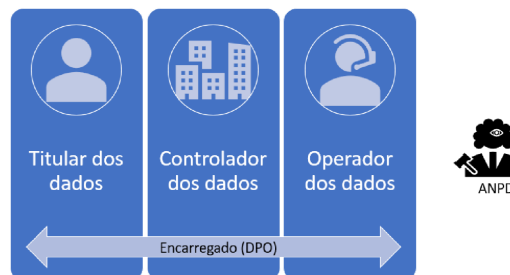 Titular dos
dados
Controlador
dos dados
Operador
dos dados
Encarregado (DPO)
ANPD